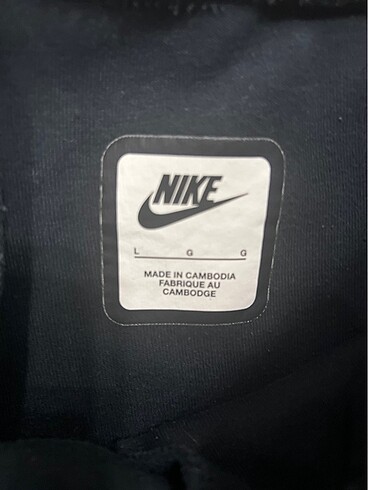 NIKE
L G G
MADE IN CAMBODIA
FABRIQUE AU
CAMBODGE